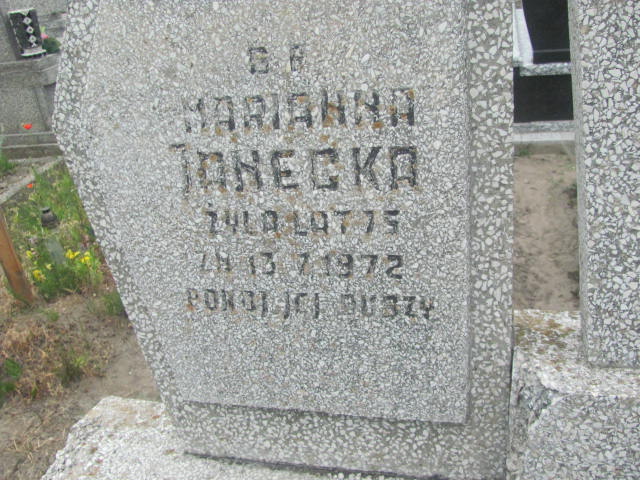 Ś P
MARIANNA
JANECKA
ŻYŁA LAT 75
ZM 13 7 1972
POKÓJ JEJ DUSZY